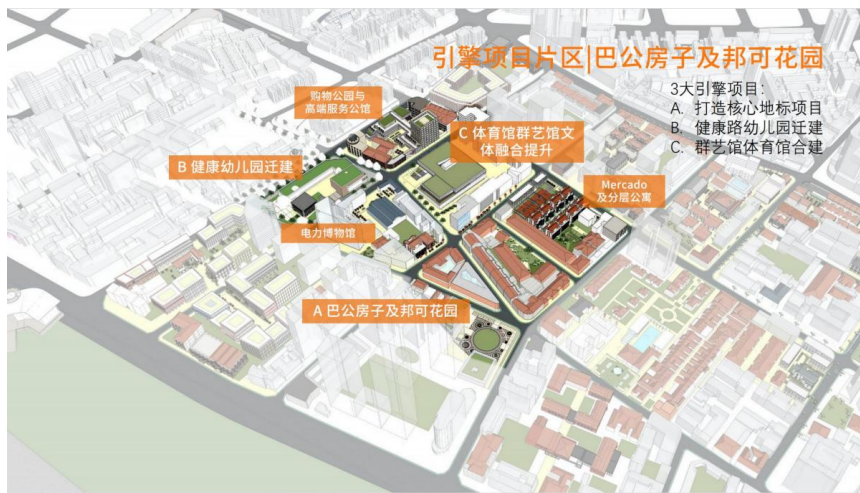 引擎项目片区|巴公房子及邦可花园
3大引擎项目:
A. 打造核心地标项目
B. 健康路幼儿园迁建
C. 群艺馆体育馆合建
购物公园与
高端服务公馆
C 体育馆群艺馆文
体融合提升
B 健康幼儿园迁建
Mercado
及分层公寓
电力博物馆
A 巴公房子及邦可花园